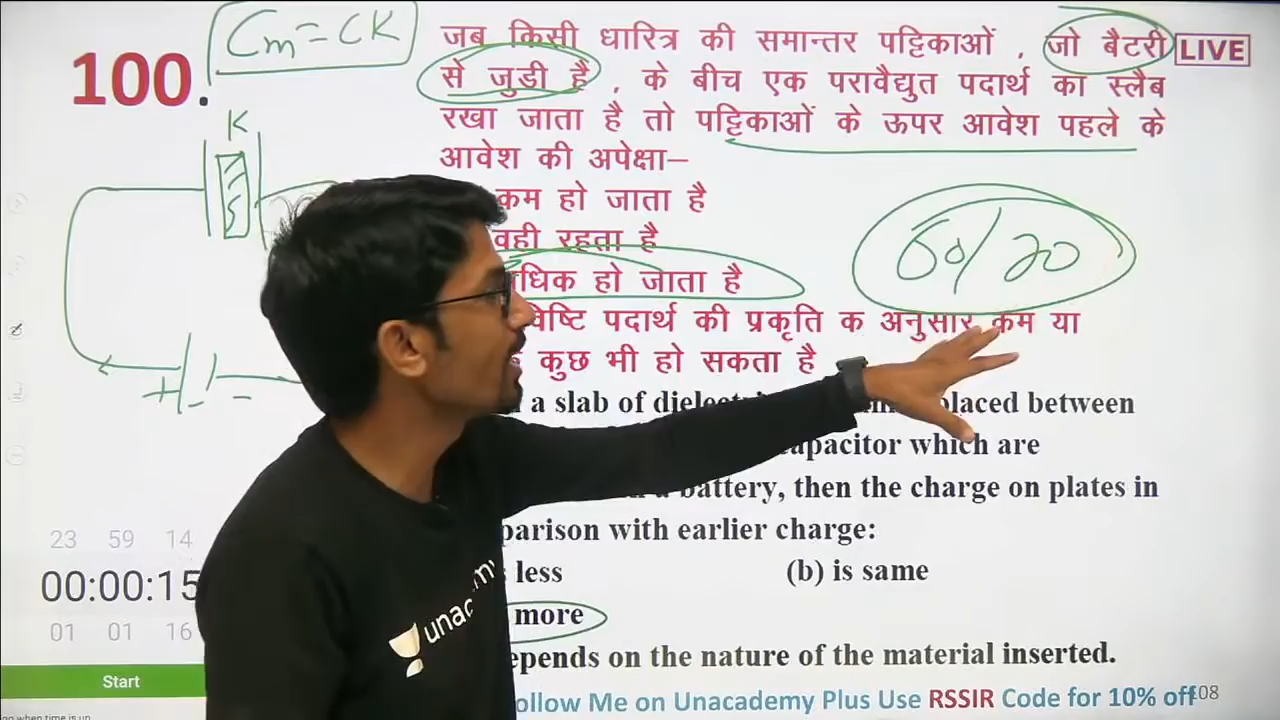 Cm = CK
100.
जब किसी धारित्र की समान्तर पट्टिकाओं , जो बैटरी
LIVE
से जुडी है , के बीच एक परावैद्युत पदार्थ का स्लैब
रखा जाता है तो पट्टिकाओं के ऊपर आवेश पहले के
आवेश की अपेक्षा–
K
कम हो जाता है
वही रहता है
धिक हो जाता है
60/20
पदार्थ की प्रकृति क अनुसार कम या
कुछ भी हो सकता है
+ - -
a slab of placed between
capacitor which are
battery, then the charge on plates in
parison with earlier charge:
less (b) is same
more
epends on the nature of the material inserted.
ollow Me on Unacademy Plus Use RSSIR Code for 10% off
08
23 59 14
00:00:15
01 01 16
Start
unacademy